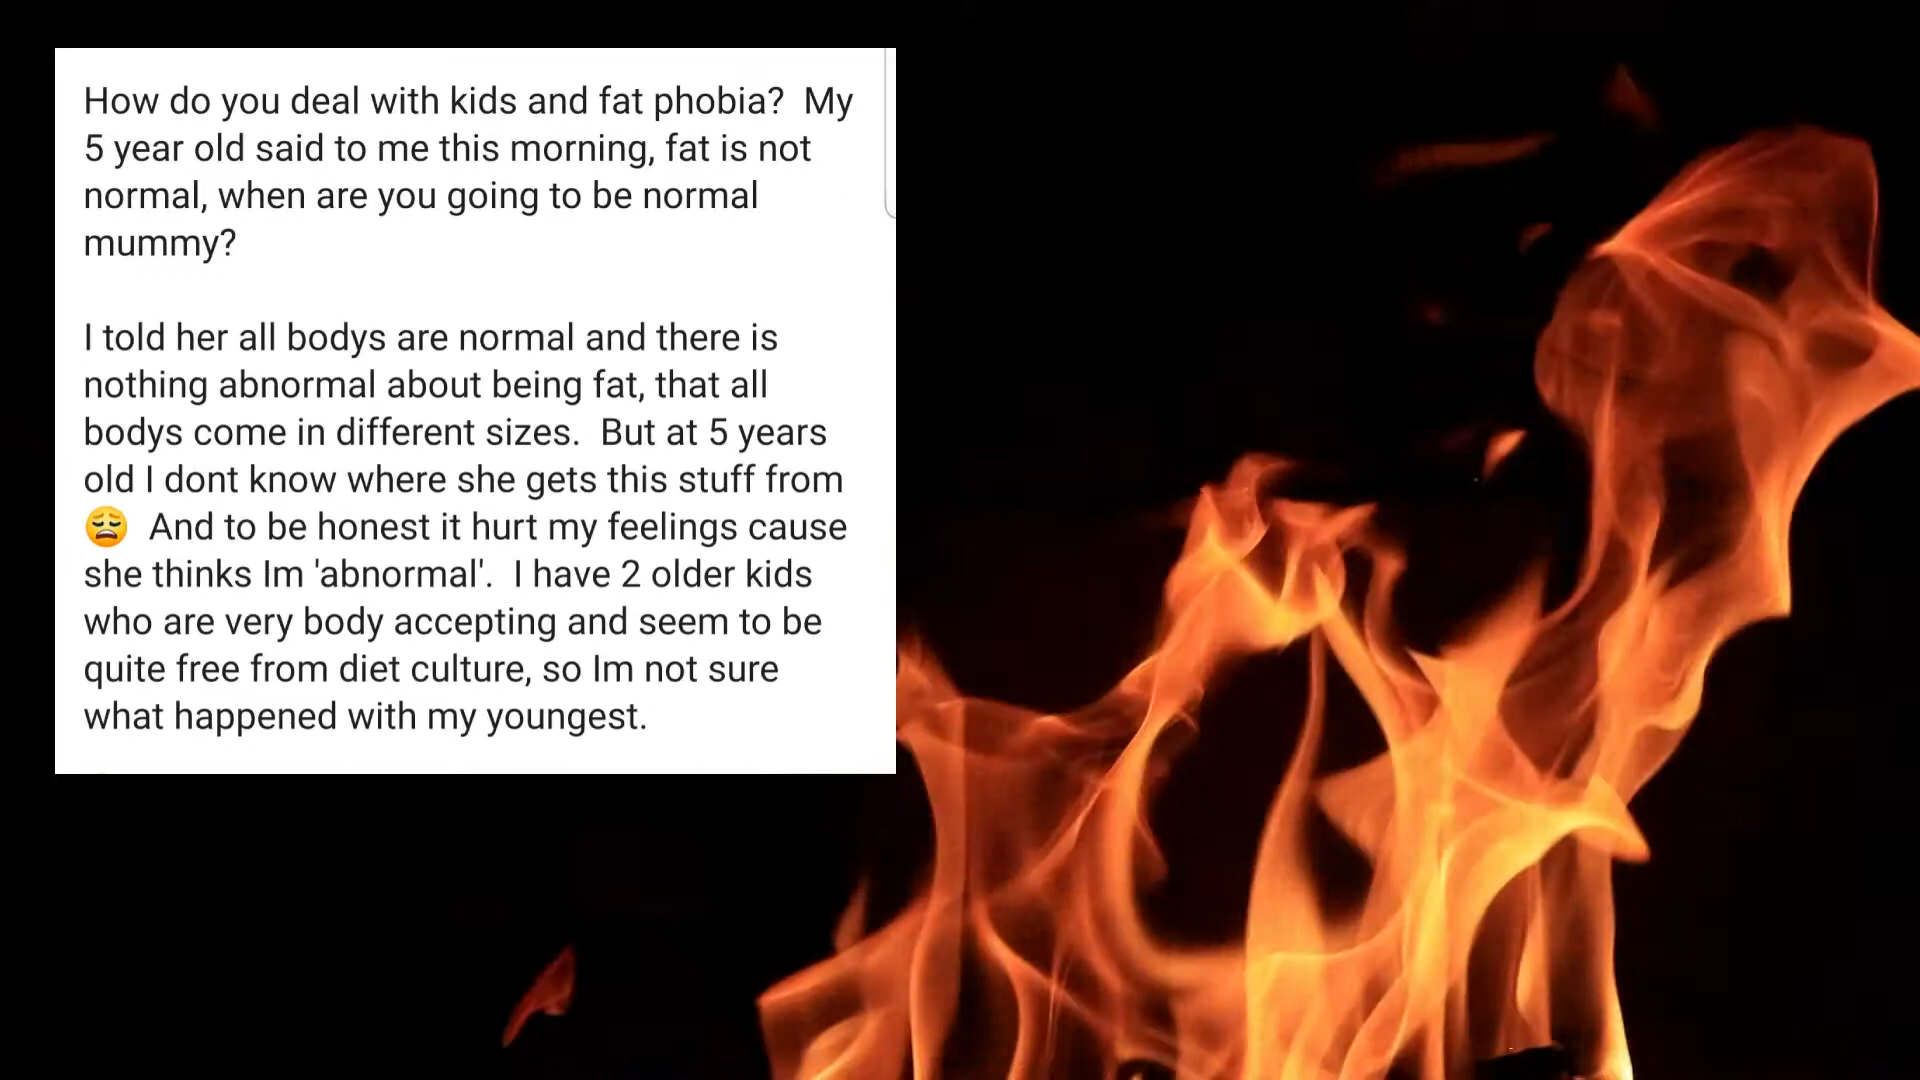 How do you deal with kids and fat phobia?  My
5 year old said to me this morning, fat is not
normal, when are you going to be normal
mummy?
I told her all bodys are normal and there is
nothing abnormal about being fat, that all
bodys come in different sizes.  But at 5 years
old I dont know where she gets this stuff from
😩  And to be honest it hurt my feelings cause
she thinks Im 'abnormal'.  I have 2 older kids
who are very body accepting and seem to be
quite free from diet culture, so Im not sure
what happened with my youngest.